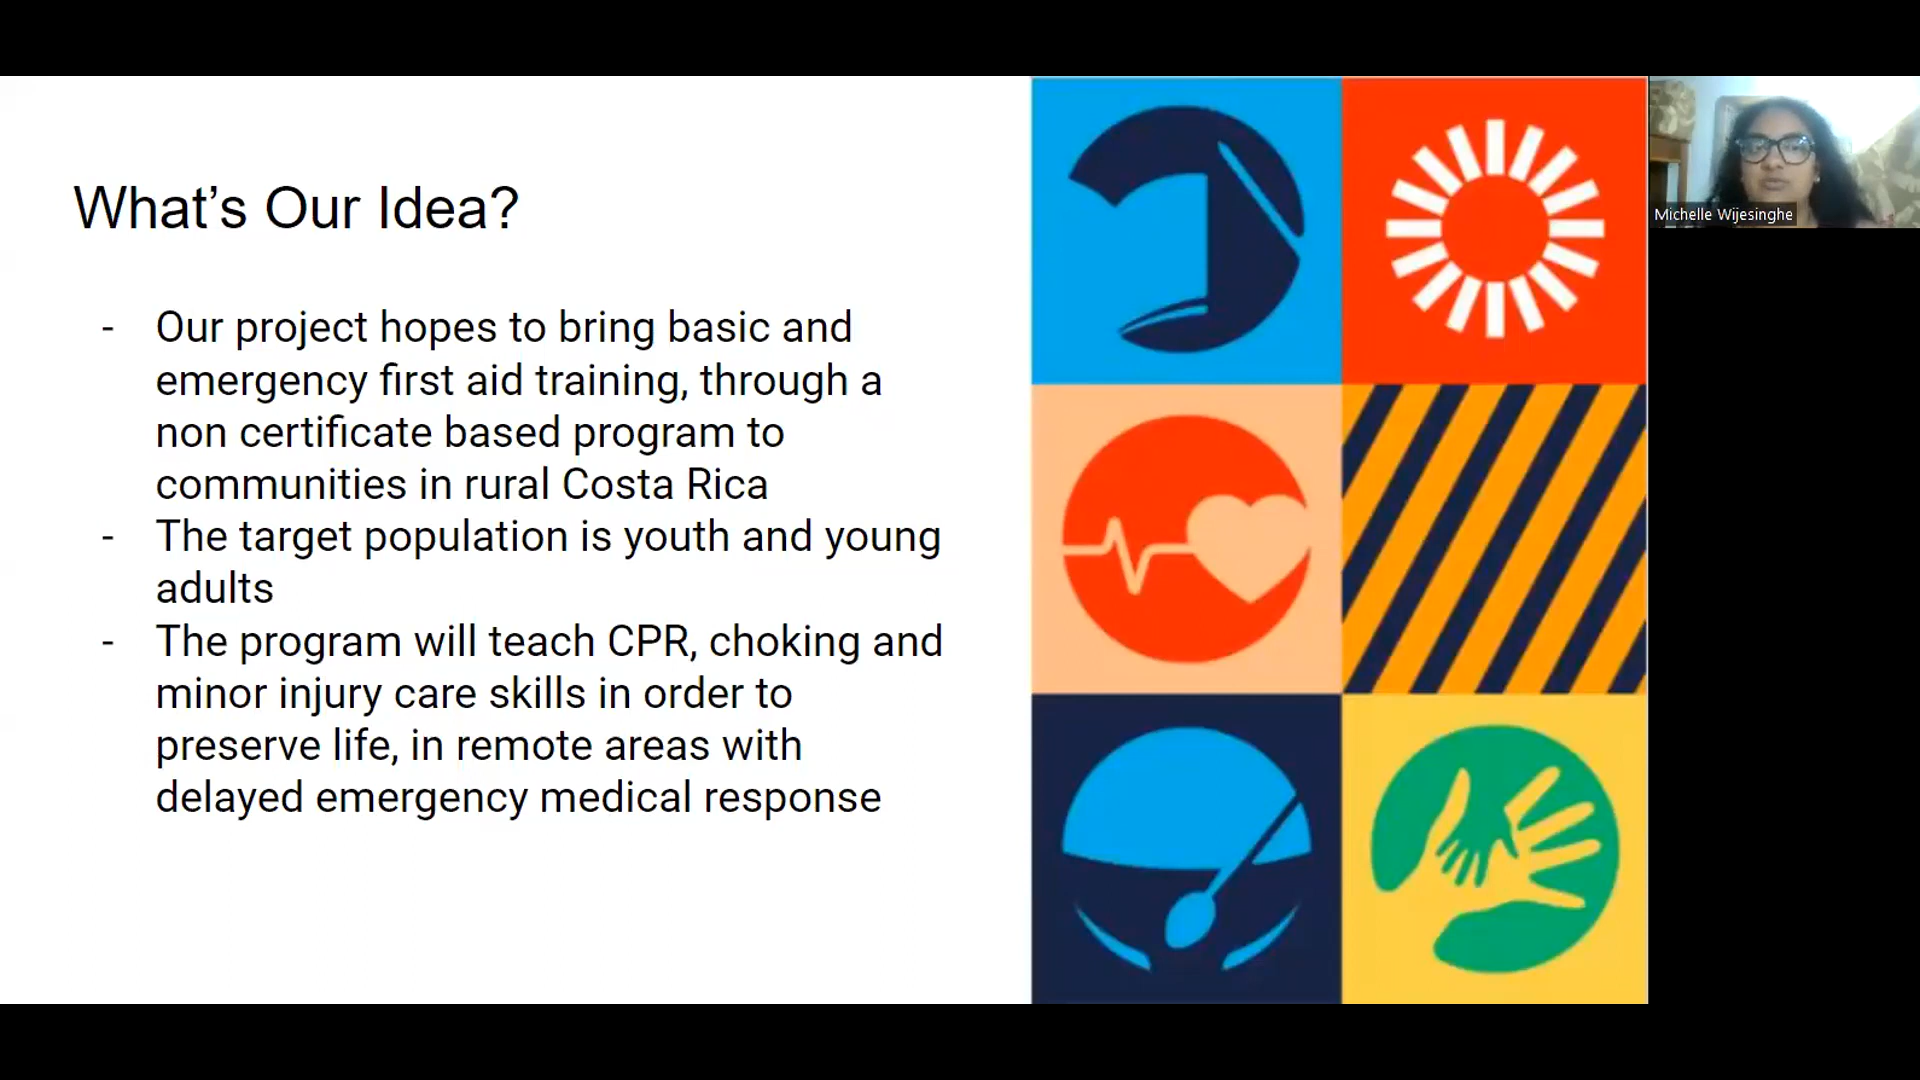 What's Our Idea?
- Our project hopes to bring basic and
emergency first aid training, through a
non certificate based program to
communities in rural Costa Rica
- The target population is youth and young
adults
- The program will teach CPR, choking and
minor injury care skills in order to
preserve life, in remote areas with
delayed emergency medical response
Michelle Wijesinghe